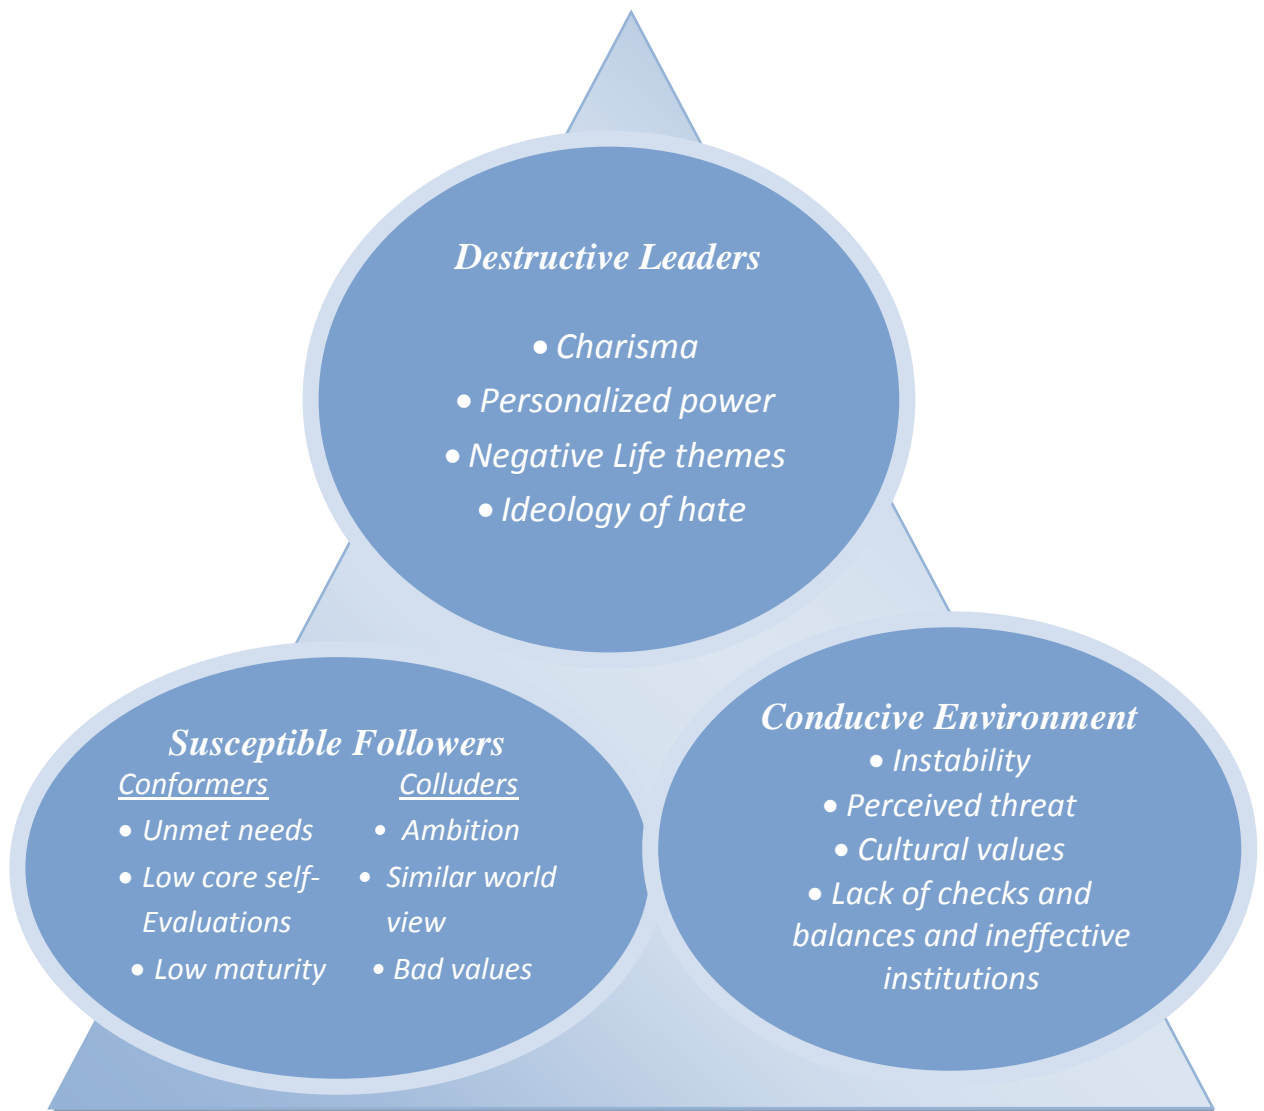 Destructive Leaders
• Charisma
• Personalized power
• Negative Life themes
• Ideology of hate
Susceptible Followers
Conformers
• Unmet needs
• Low core self-
Evaluations
• Low maturity
Colluders
• Ambition
• Similar world
view
• Bad values
Conducive Environment
• Instability
• Perceived threat
• Cultural values
• Lack of checks and
balances and ineffective
institutions